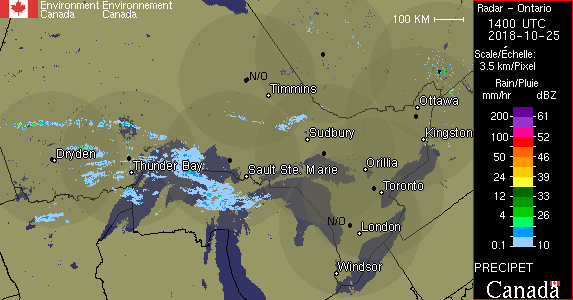 Environment Environnement
Canada Canada
100 KM
N/O
Timmins
Ottawa
Sudbury
Kingston
Dryden
Thunder Bay
Sault Ste. Marie
Orillia
Toronto
N/O
London
Windsor
Radar - Ontario
1400 UTC
2018-10-25
Scale/Échelle:
3.5 km/Pixel
Rain/Pluie
mm/hr dBZ
200 61
100 52
50 46
24 39
12 33
4 26
0.1 10
PRECIPET
Canada